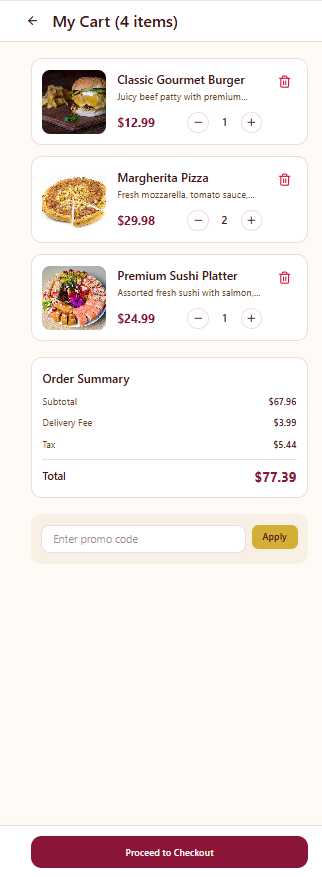 My Cart (4 items)
Classic Gourmet Burger
Juicy beef patty with premium...
$12.99
1
Margherita Pizza
Fresh mozzarella, tomato sauce,...
$29.98
2
Premium Sushi Platter
Assorted fresh sushi with salmon,...
$24.99
1
Order Summary
Subtotal $67.96
Delivery Fee $3.99
Tax $5.44
Total $77.39
Enter promo code Apply
Proceed to Checkout